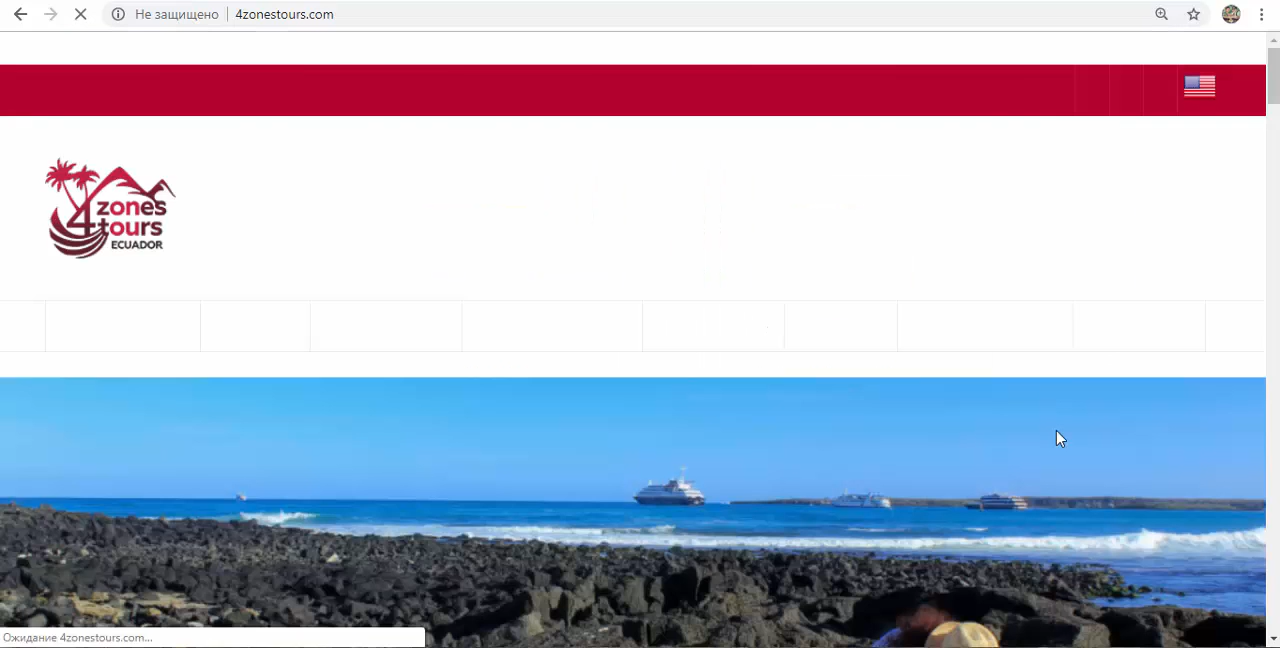 Не защищено
4zonestours.com
4 zones
tours
ECUADOR
Ожидание 4zonestours.com...